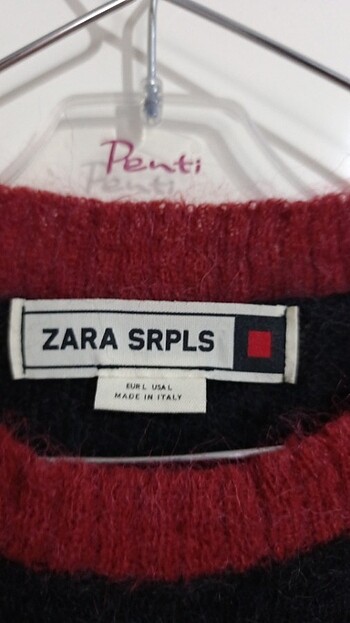 Penti
ZARA SRPLS
EUR L USA L
MADE IN ITALY